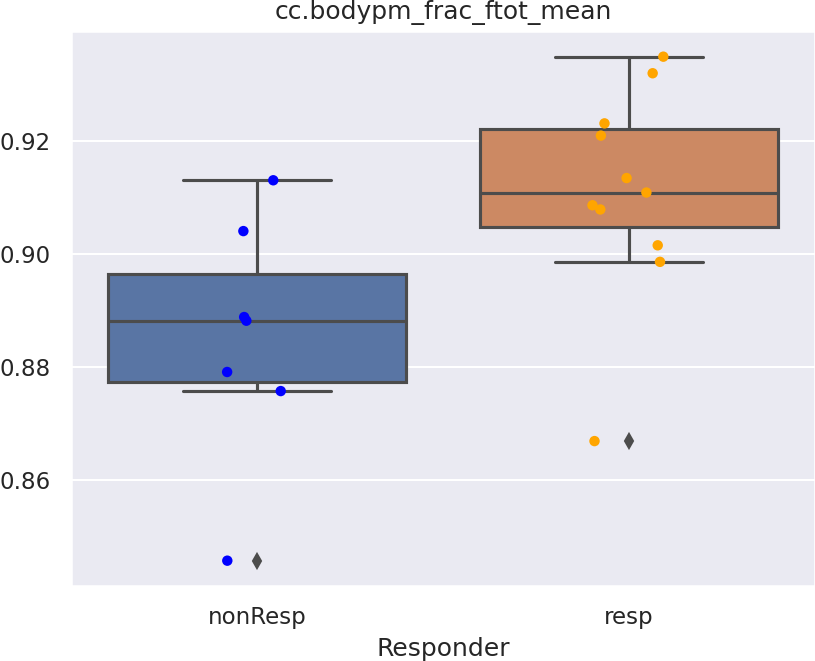 cc.bodypm_frac_ftot_mean
0.92
0.90
0.88
0.86
nonResp
resp
Responder